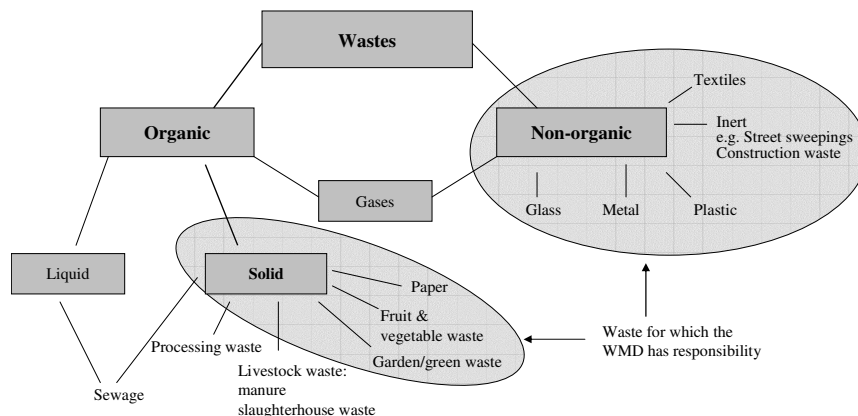 Wastes
Textiles
Organic
Non-organic
Inert
e.g. Street sweepings
Construction waste
Gases
Glass
Metal
Plastic
Liquid
Solid
Paper
Fruit &
vegetable waste
Processing waste
Garden/green waste
Waste for which the
WMD has responsibility
Livestock waste:
manure
slaughterhouse waste
Sewage